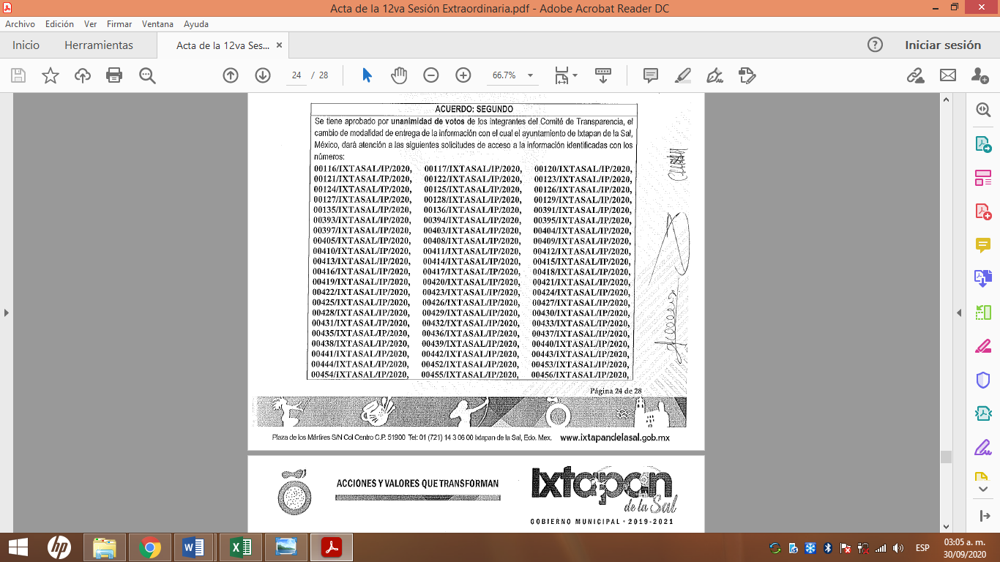 Acta de la 12va Sesión Extraordinaria.pdf - Adobe Acrobat Reader DC
Archivo Edición Ver Firmar Ventana Ayuda
Inicio Herramientas Acta de la 12va Ses... Iniciar sesión
24 / 28 66.7%
ACUERDO: SEGUNDO
Se tiene aprobado por unanimidad de votos de los integrantes del Comité de Transparencia, el
cambio de modalidad de entrega de la información con el cual el ayuntamiento de Ixtapan de la Sal,
México, dará atención a las siguientes solicitudes de acceso a la información identificadas con los
números:
00116/IXTASAL/IP/2020, 00117/IXTASAL/IP/2020, 00120/IXTASAL/IP/2020,
00121/IXTASAL/IP/2020, 00122/IXTASAL/IP/2020, 00123/IXTASAL/IP/2020,
00124/IXTASAL/IP/2020, 00125/IXTASAL/IP/2020, 00126/IXTASAL/IP/2020,
00127/IXTASAL/IP/2020, 00128/IXTASAL/IP/2020, 00129/IXTASAL/IP/2020,
00135/IXTASAL/IP/2020, 00136/IXTASAL/IP/2020, 00391/IXTASAL/IP/2020,
00393/IXTASAL/IP/2020, 00394/IXTASAL/IP/2020, 00395/IXTASAL/IP/2020,
00397/IXTASAL/IP/2020, 00403/IXTASAL/IP/2020, 00404/IXTASAL/IP/2020,
00405/IXTASAL/IP/2020, 00408/IXTASAL/IP/2020, 00409/IXTASAL/IP/2020,
00410/IXTASAL/IP/2020, 00411/IXTASAL/IP/2020, 00412/IXTASAL/IP/2020,
00413/IXTASAL/IP/2020, 00414/IXTASAL/IP/2020, 00415/IXTASAL/IP/2020,
00416/IXTASAL/IP/2020, 00417/IXTASAL/IP/2020, 00418/IXTASAL/IP/2020,
00419/IXTASAL/IP/2020, 00420/IXTASAL/IP/2020, 00421/IXTASAL/IP/2020,
00422/IXTASAL/IP/2020, 00423/IXTASAL/IP/2020, 00424/IXTASAL/IP/2020,
00425/IXTASAL/IP/2020, 00426/IXTASAL/IP/2020, 00427/IXTASAL/IP/2020,
00428/IXTASAL/IP/2020, 00429/IXTASAL/IP/2020, 00430/IXTASAL/IP/2020,
00431/IXTASAL/IP/2020, 00432/IXTASAL/IP/2020, 00433/IXTASAL/IP/2020,
00435/IXTASAL/IP/2020, 00436/IXTASAL/IP/2020, 00437/IXTASAL/IP/2020,
00438/IXTASAL/IP/2020, 00439/IXTASAL/IP/2020, 00440/IXTASAL/IP/2020,
00441/IXTASAL/IP/2020, 00442/IXTASAL/IP/2020, 00443/IXTASAL/IP/2020,
00444/IXTASAL/IP/2020, 00452/IXTASAL/IP/2020, 00453/IXTASAL/IP/2020,
00454/IXTASAL/IP/2020, 00455/IXTASAL/IP/2020, 00456/IXTASAL/IP/2020,
Página 24 de 28
Plaza de los Mártires S/N Col Centro C.P. 51900 Tel: 01 (721) 14 3 06 00 Ixtapan de la Sal, Edo. Mex. www.ixtapandelasal.gob.mx
ACCIONES Y VALORES QUE TRANSFORMAN
Ixtapan
de la Sal
GOBIERNO MUNICIPAL • 2019-2021
ESP
03:05 a. m.
30/09/2020